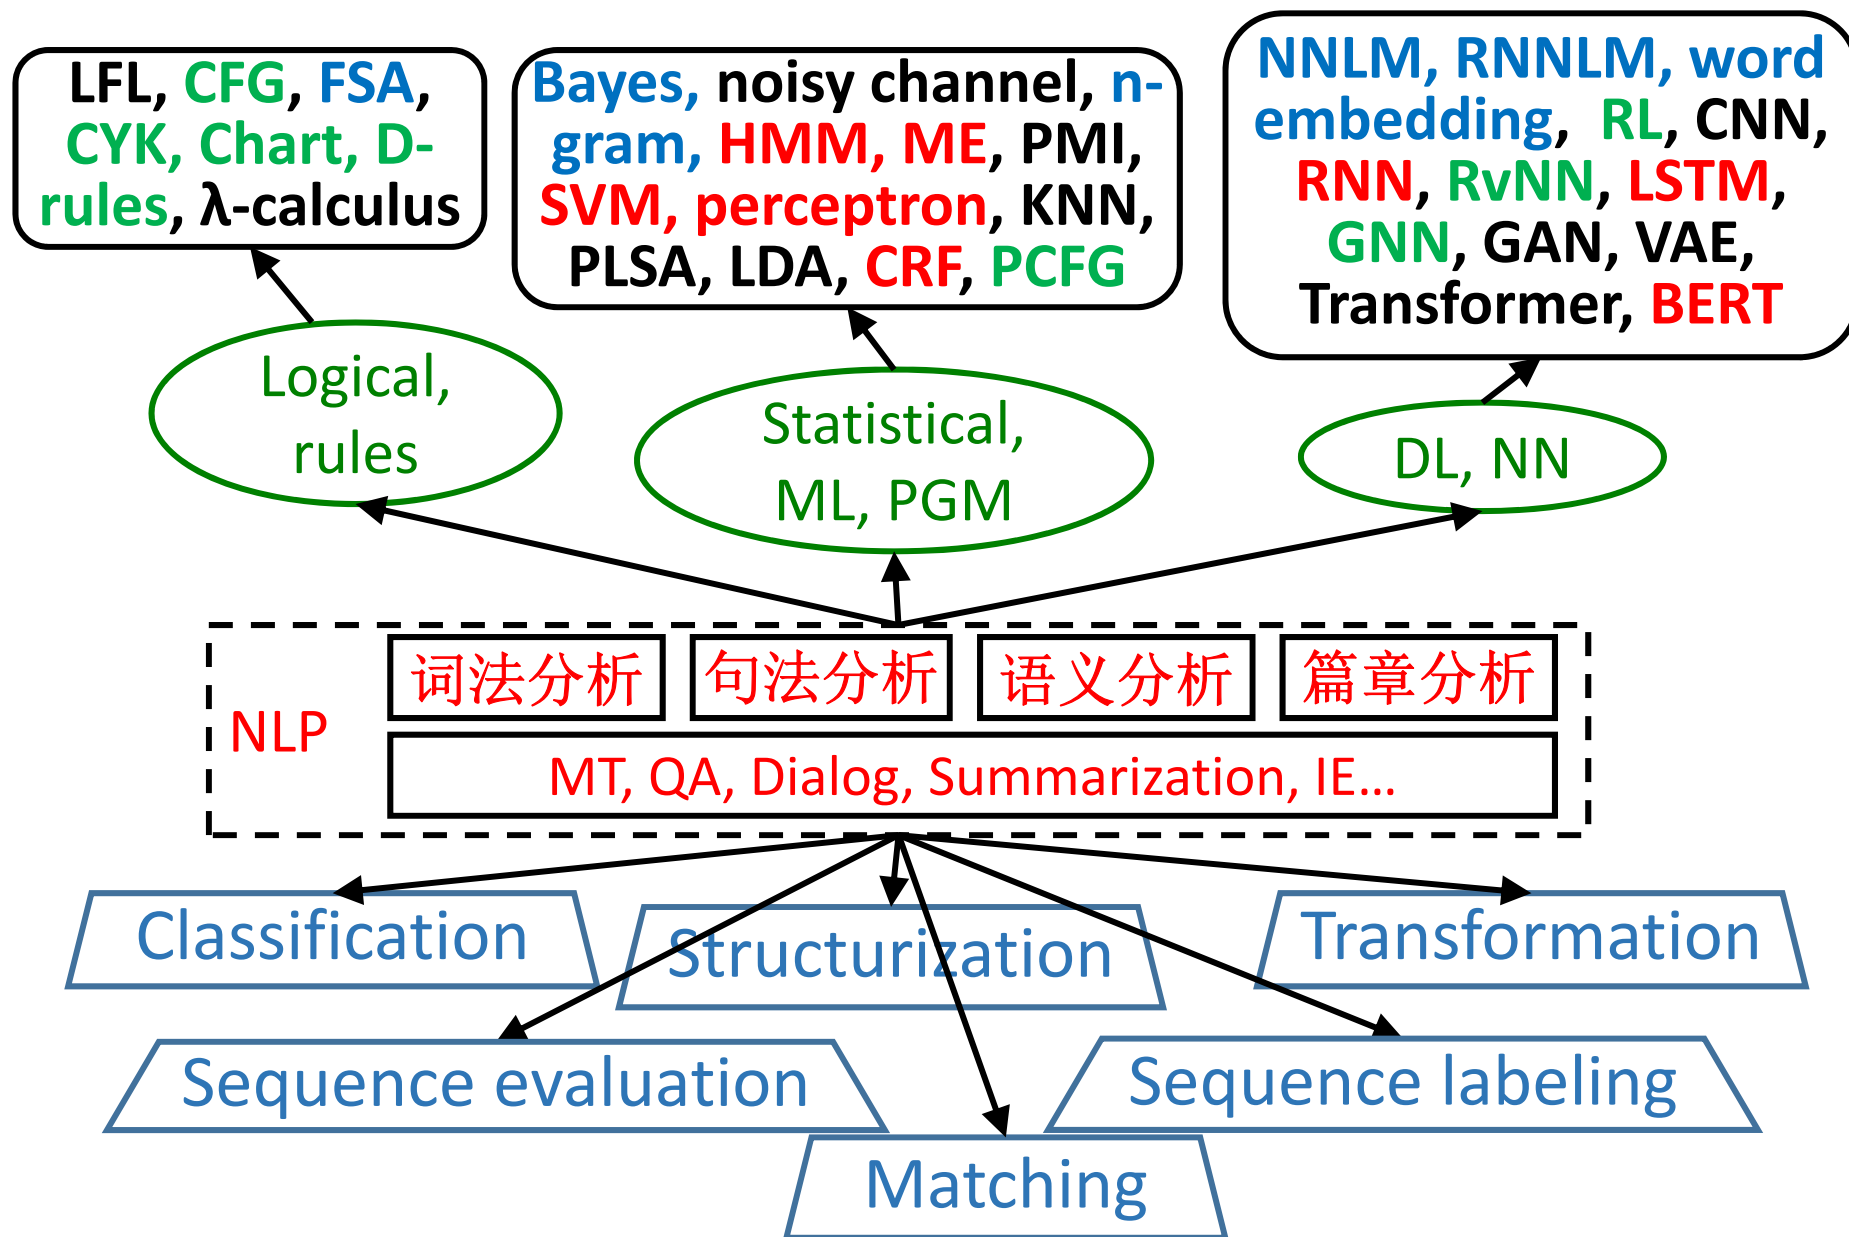 LFL, CFG, FSA,
CYK, Chart, D-
rules, λ-calculus
Bayes, noisy channel, n-
gram, HMM, ME, PMI,
SVM, perceptron, KNN,
PLSA, LDA, CRF, PCFG
NNLM, RNNLM, word
embedding, RL, CNN,
RNN, RvNN, LSTM,
GNN, GAN, VAE,
Transformer, BERT
Logical,
rules
Statistical,
ML, PGM
DL, NN
NLP
词法分析
句法分析
语义分析
篇章分析
MT, QA, Dialog, Summarization, IE...
Classification
Structurization
Transformation
Sequence evaluation
Sequence labeling
Matching